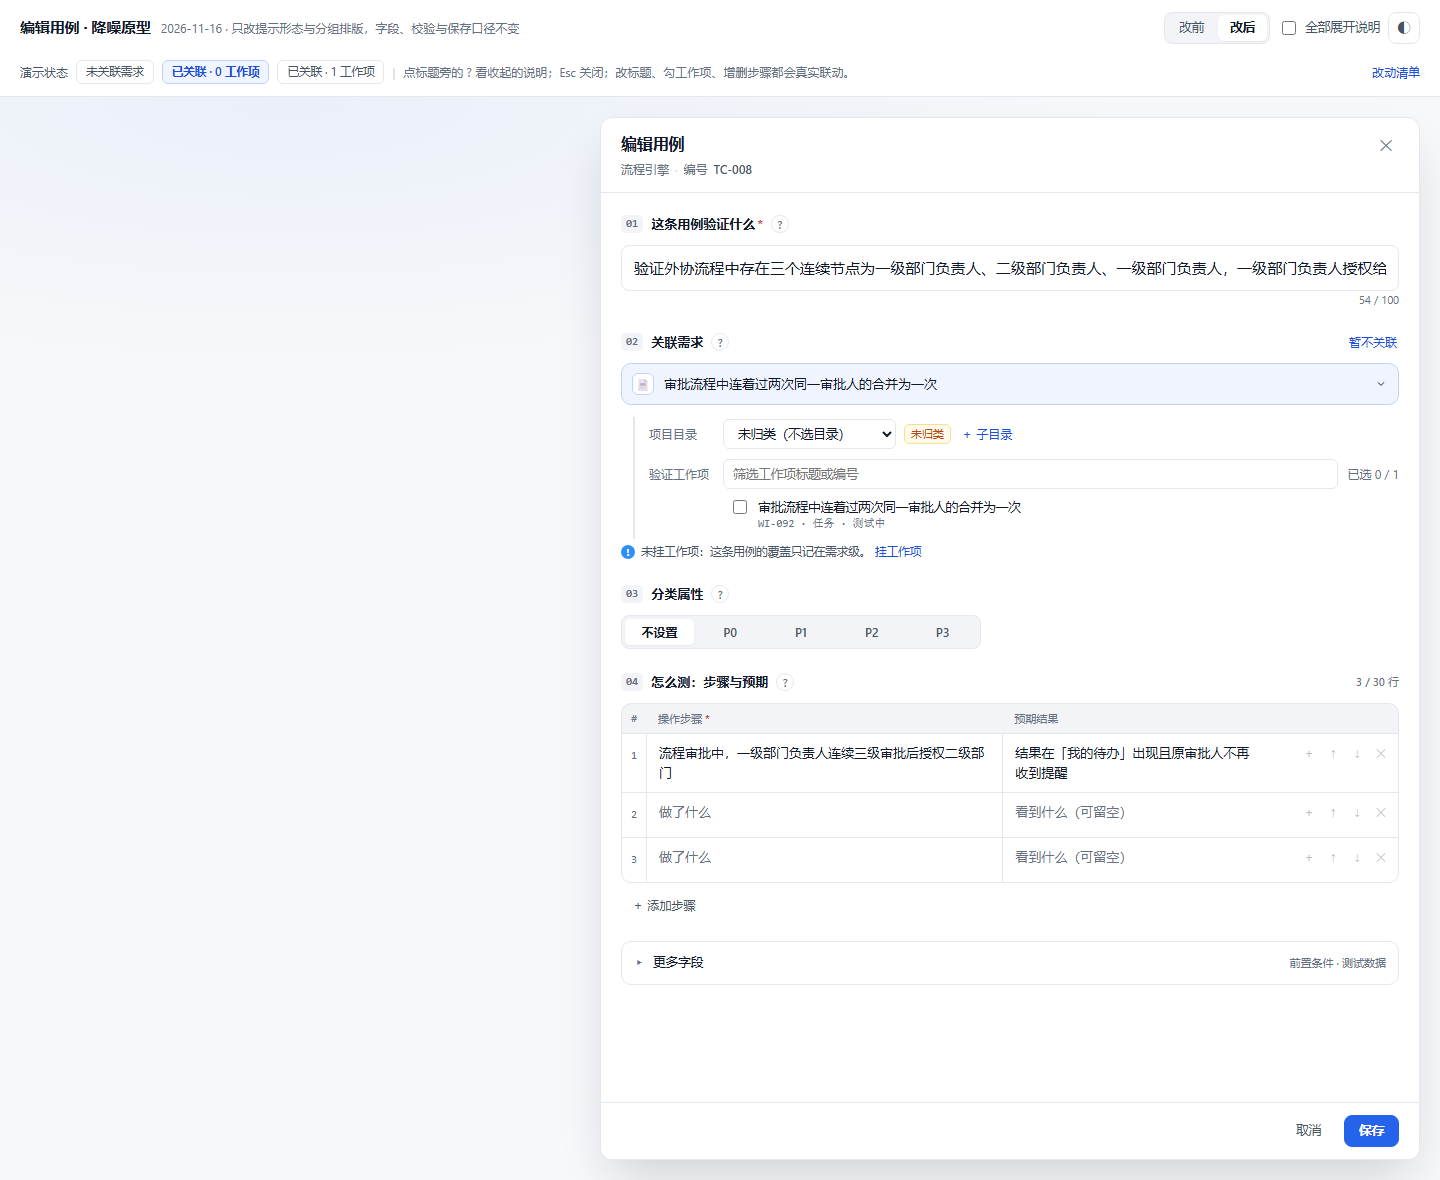 编辑用例 · 降噪原型
2026-11-16 · 只改提示形态与分组排版，字段、校验与保存口径不变
改前
改后
全部展开说明
演示状态
未关联需求
已关联 · 0 工作项
已关联 · 1 工作项
点标题旁的 ? 看收起的说明；Esc 关闭；改标题、勾工作项、增删步骤都会真实联动。
改动清单
编辑用例
流程引擎 · 编号 TC-008
01 这条用例验证什么 * ?
验证外协流程中存在三个连续节点为一级部门负责人、二级部门负责人、一级部门负责人，一级部门负责人授权给
54 / 100
02 关联需求 ?
暂不关联
审批流程中连着过两次同一审批人的合并为一次
项目目录
未归类（不选目录）
未归类
+ 子目录
验证工作项
筛选工作项标题或编号
已选 0 / 1
审批流程中连着过两次同一审批人的合并为一次
WI-092 · 任务 · 测试中
! 未挂工作项：这条用例的覆盖只记在需求级。 挂工作项
03 分类属性 ?
不设置
P0
P1
P2
P3
04 怎么测：步骤与预期 ?
3 / 30 行
# 操作步骤 * 预期结果
1 流程审批中，一级部门负责人连续三级审批后授权二级部
门
结果在「我的待办」出现且原审批人不再
收到提醒
+ ↑ ↓ ×
2 做了什么 看到什么（可留空） + ↑ ↓ ×
3 做了什么 看到什么（可留空） + ↑ ↓ ×
+ 添加步骤
更多字段
前置条件 · 测试数据
取消
保存